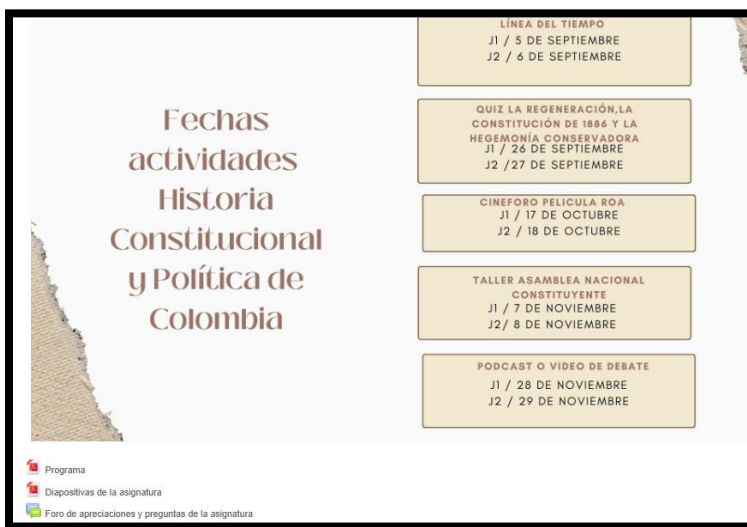 Fechas
actividades
Historia
Constitucional
y Política de
Colombia
LÍNEA DEL TIEMPO
J1 / 5 DE SEPTIEMBRE
J2 / 6 DE SEPTIEMBRE
QUIZ LA REGENERACIÓN,LA
CONSTITUCIÓN DE 1886 Y LA
HEGEMONÍA CONSERVADORA
J1 / 26 DE SEPTIEMBRE
J2 /27 DE SEPTIEMBRE
CINEFORO PELICULA ROA
J1 / 17 DE OCTUBRE
J2 / 18 DE OCTUBRE
TALLER ASAMBLEA NACIONAL
CONSTITUYENTE
J1 / 7 DE NOVIEMBRE
J2/ 8 DE NOVIEMBRE
PODCAST O VIDEO DE DEBATE
J1 / 28 DE NOVIEMBRE
J2 / 29 DE NOVIEMBRE
Programa
Diapositivas de la asignatura
Foro de apreciaciones y preguntas de la asignatura